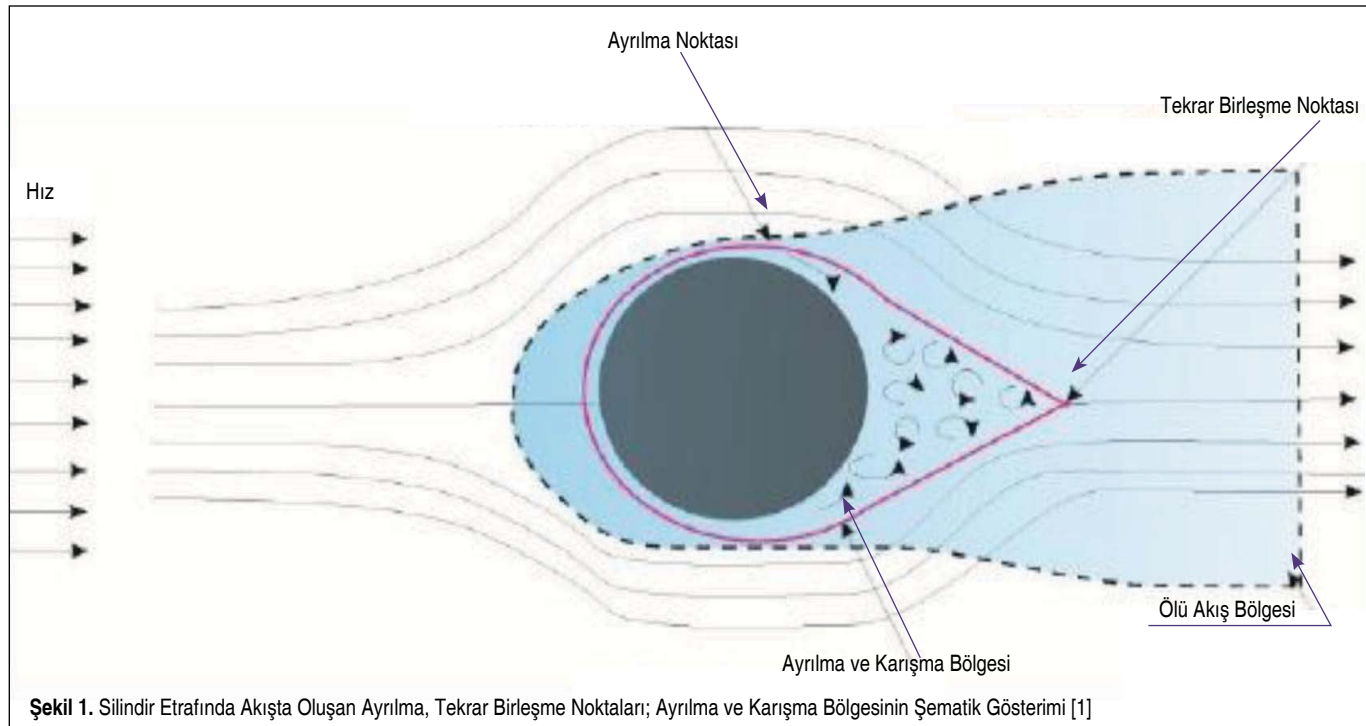 Ayrılma Noktası
Tekrar Birleşme Noktası
Hız
Ölü Akış Bölgesi
Ayrılma ve Karışma Bölgesi
Şekil 1. Silindir Etrafında Akışta Oluşan Ayrılma, Tekrar Birleşme Noktaları; Ayrılma ve Karışma Bölgesinin Şematik Gösterimi [1]